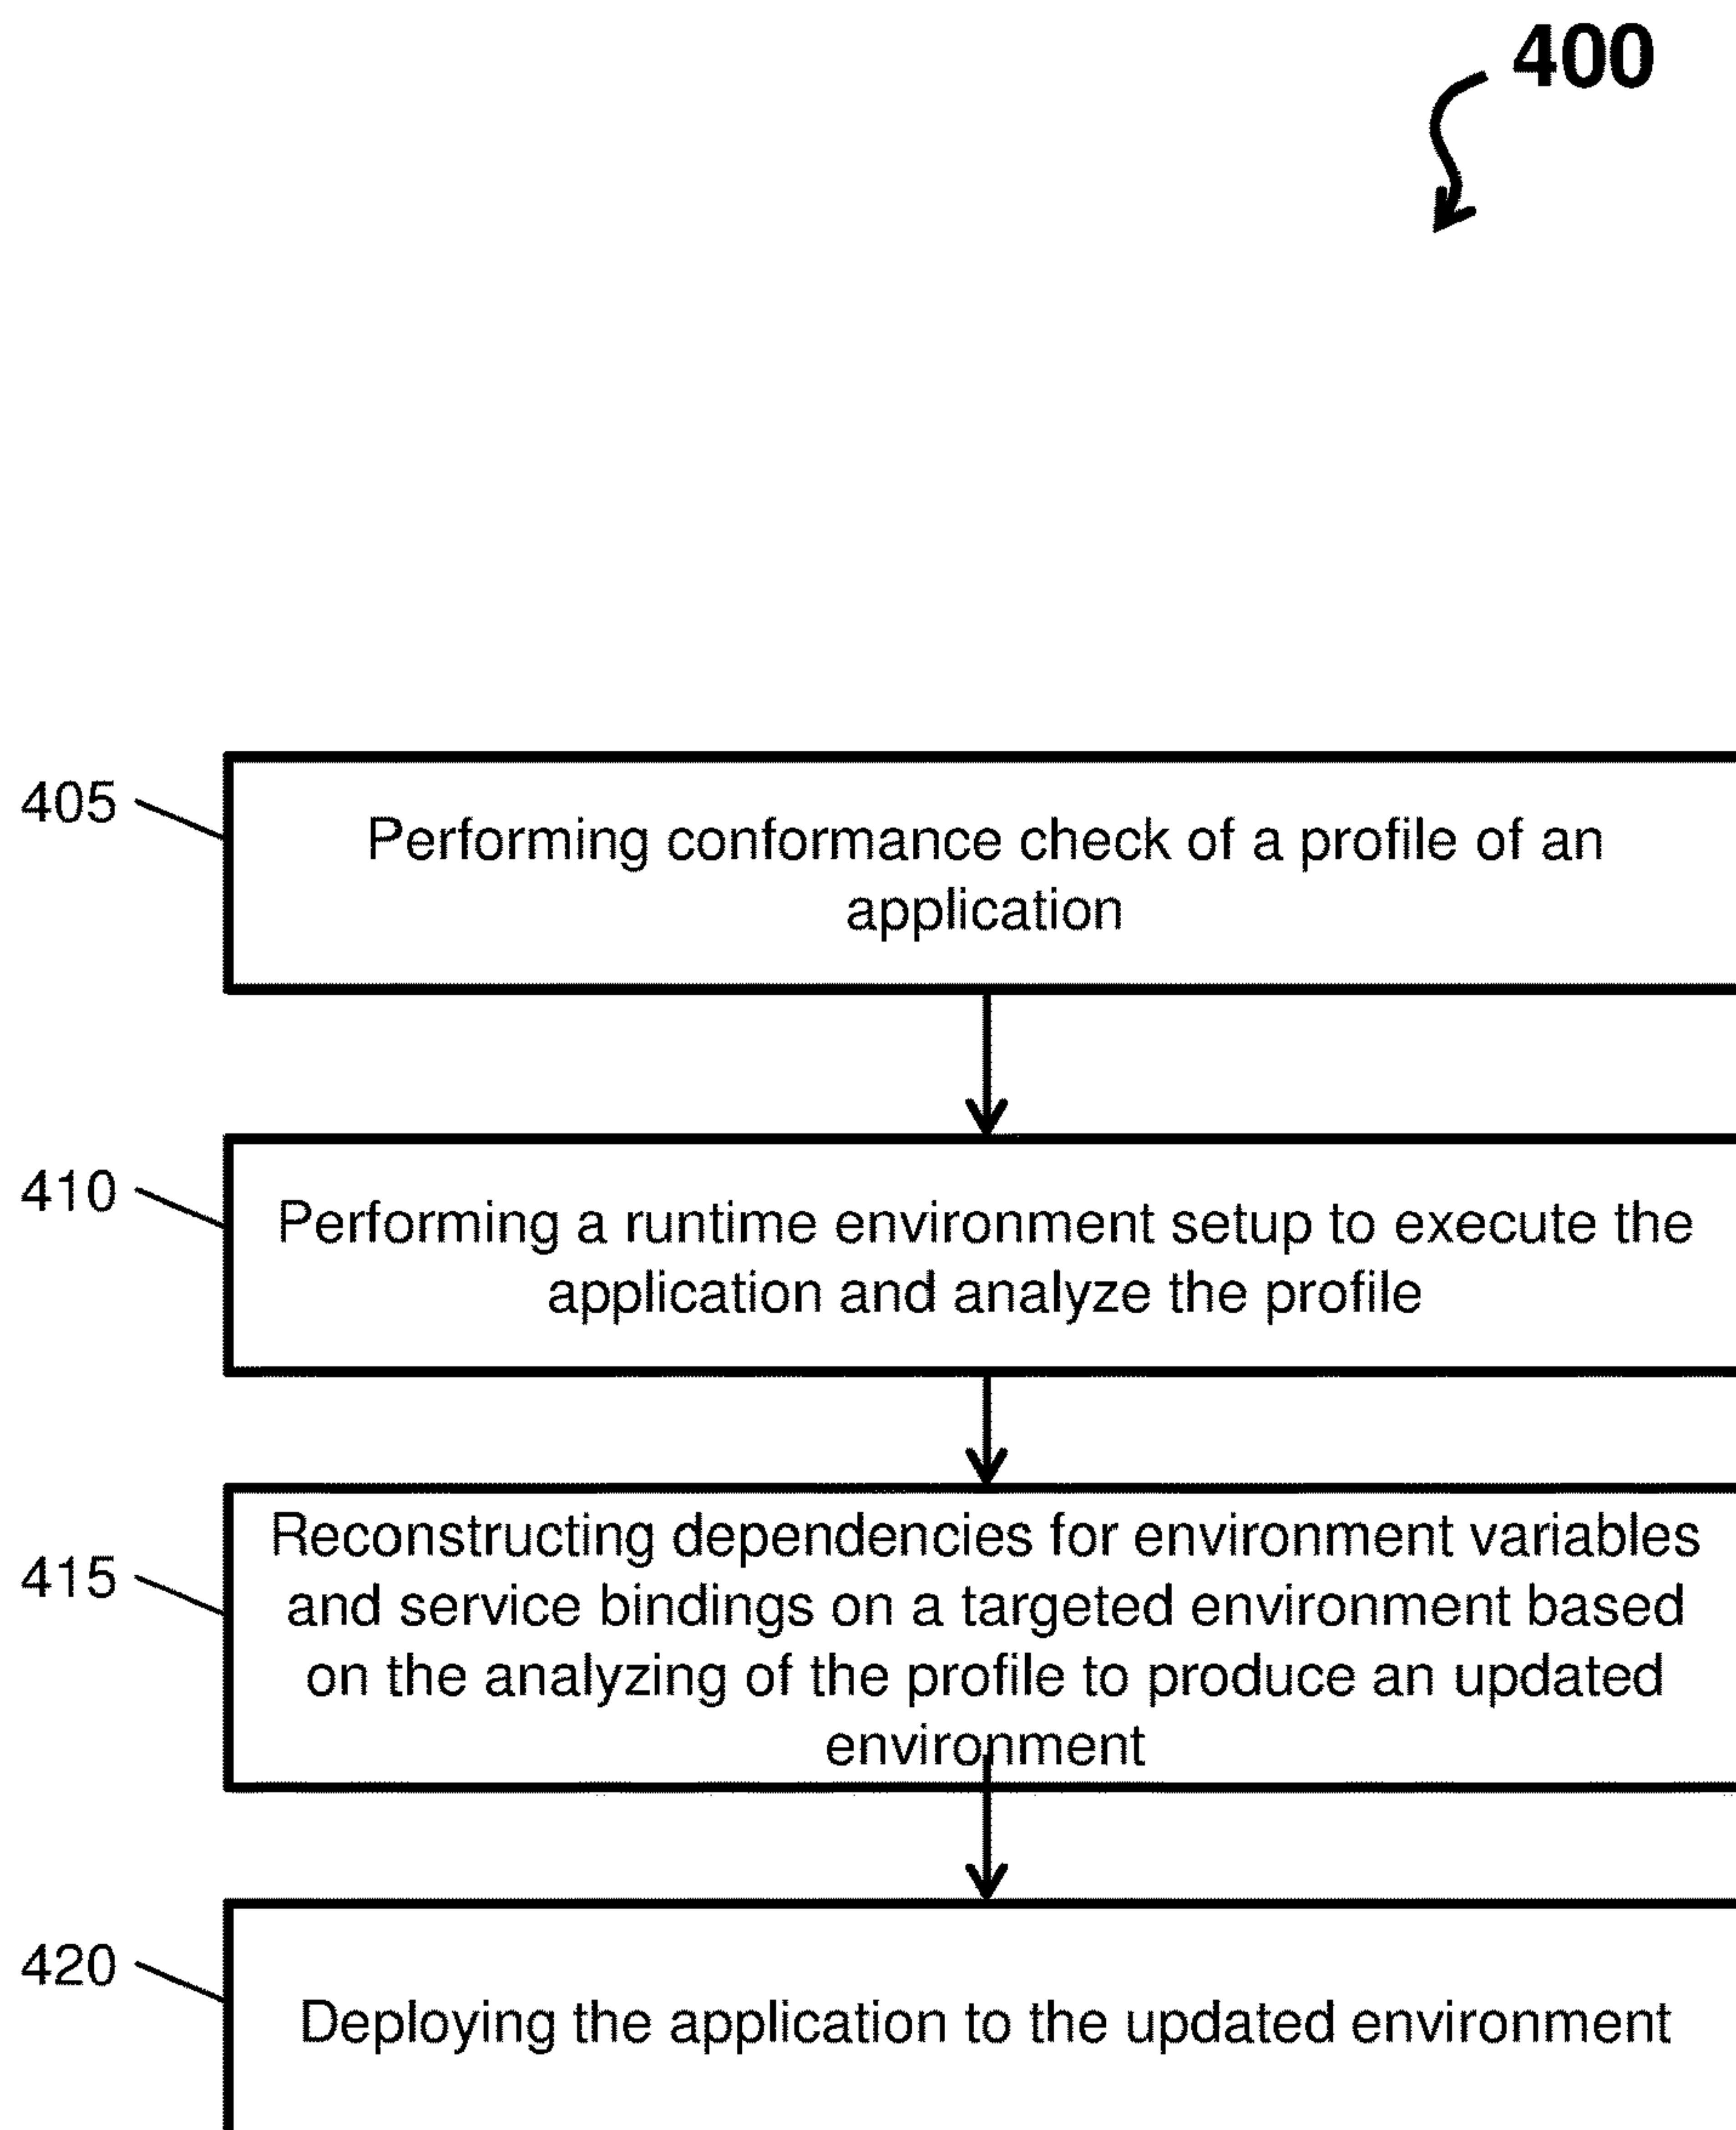 400
405
Performing conformance check of a profile of an
application
410
Performing a runtime environment setup to execute the
application and analyze the profile
415
Reconstructing dependencies for environment variables
and service bindings on a targeted environment based
on the analyzing of the profile to produce an updated
environment
420
Deploying the application to the updated environment